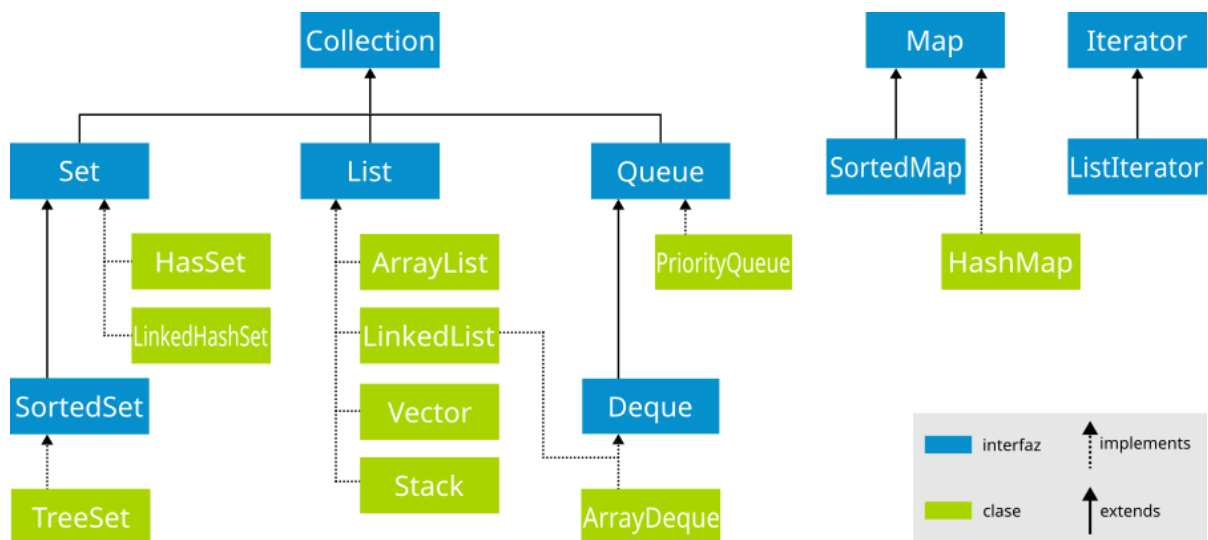 Collection
Map
Iterator
Set
List
Queue
SortedMap
ListIterator
HasSet
ArrayList
PriorityQueue
HashMap
LinkedHashSet
LinkedList
SortedSet
Vector
Deque
interfaz
implements
Stack
TreeSet
ArrayDeque
clase
extends